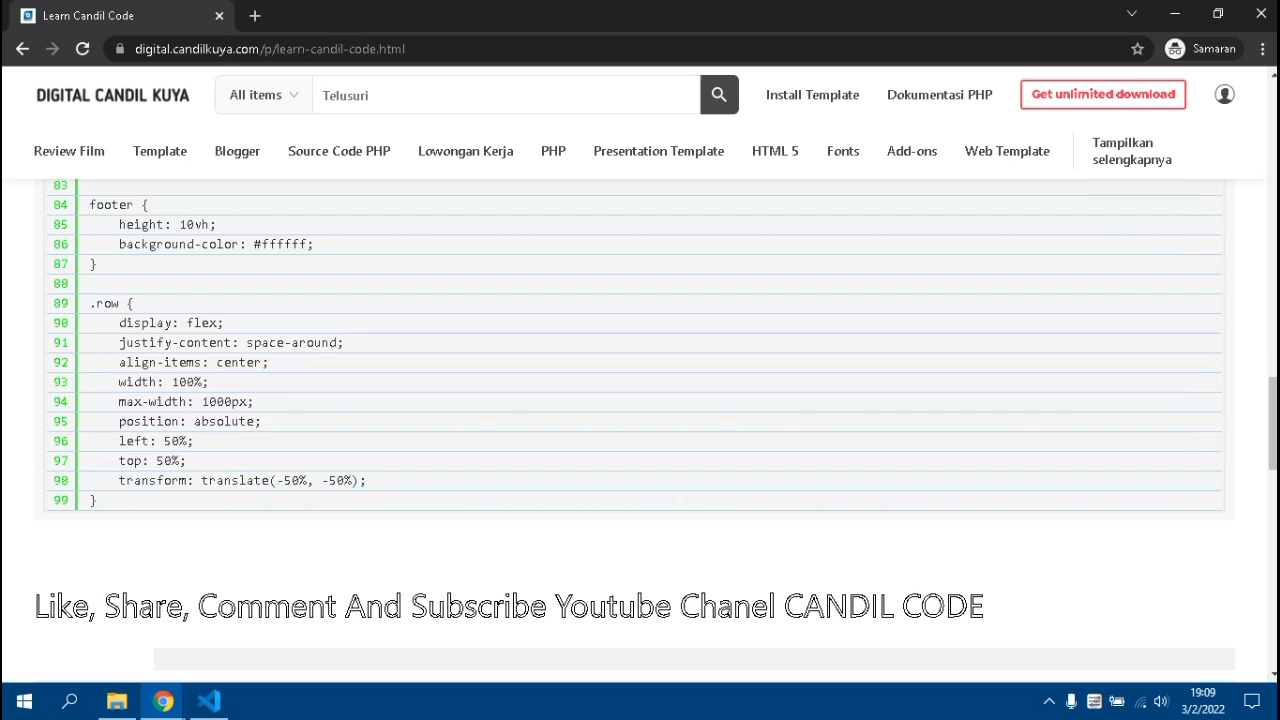 Learn Candil Code
digital.candilkuya.com/p/learn-candil-code.html
Samaran
DIGITAL CANDIL KUYA
All items
Telusuri
Install Template
Dokumentasi PHP
Get unlimited download
Review Film
Template
Blogger
Source Code PHP
Lowongan Kerja
PHP
Presentation Template
HTML 5
Fonts
Add-ons
Web Template
Tampilkan
selengkapnya
83
84 footer {
85 height: 10vh;
86 background-color: #ffffff;
87 }
88
89 .row {
90 display: flex;
91 justify-content: space-around;
92 align-items: center;
93 width: 100%;
94 max-width: 1000px;
95 position: absolute;
96 left: 50%;
97 top: 50%;
98 transform: translate(-50%, -50%);
99 }
Like, Share, Comment And Subscribe Youtube Chanel CANDIL CODE
19:09
3/2/2022